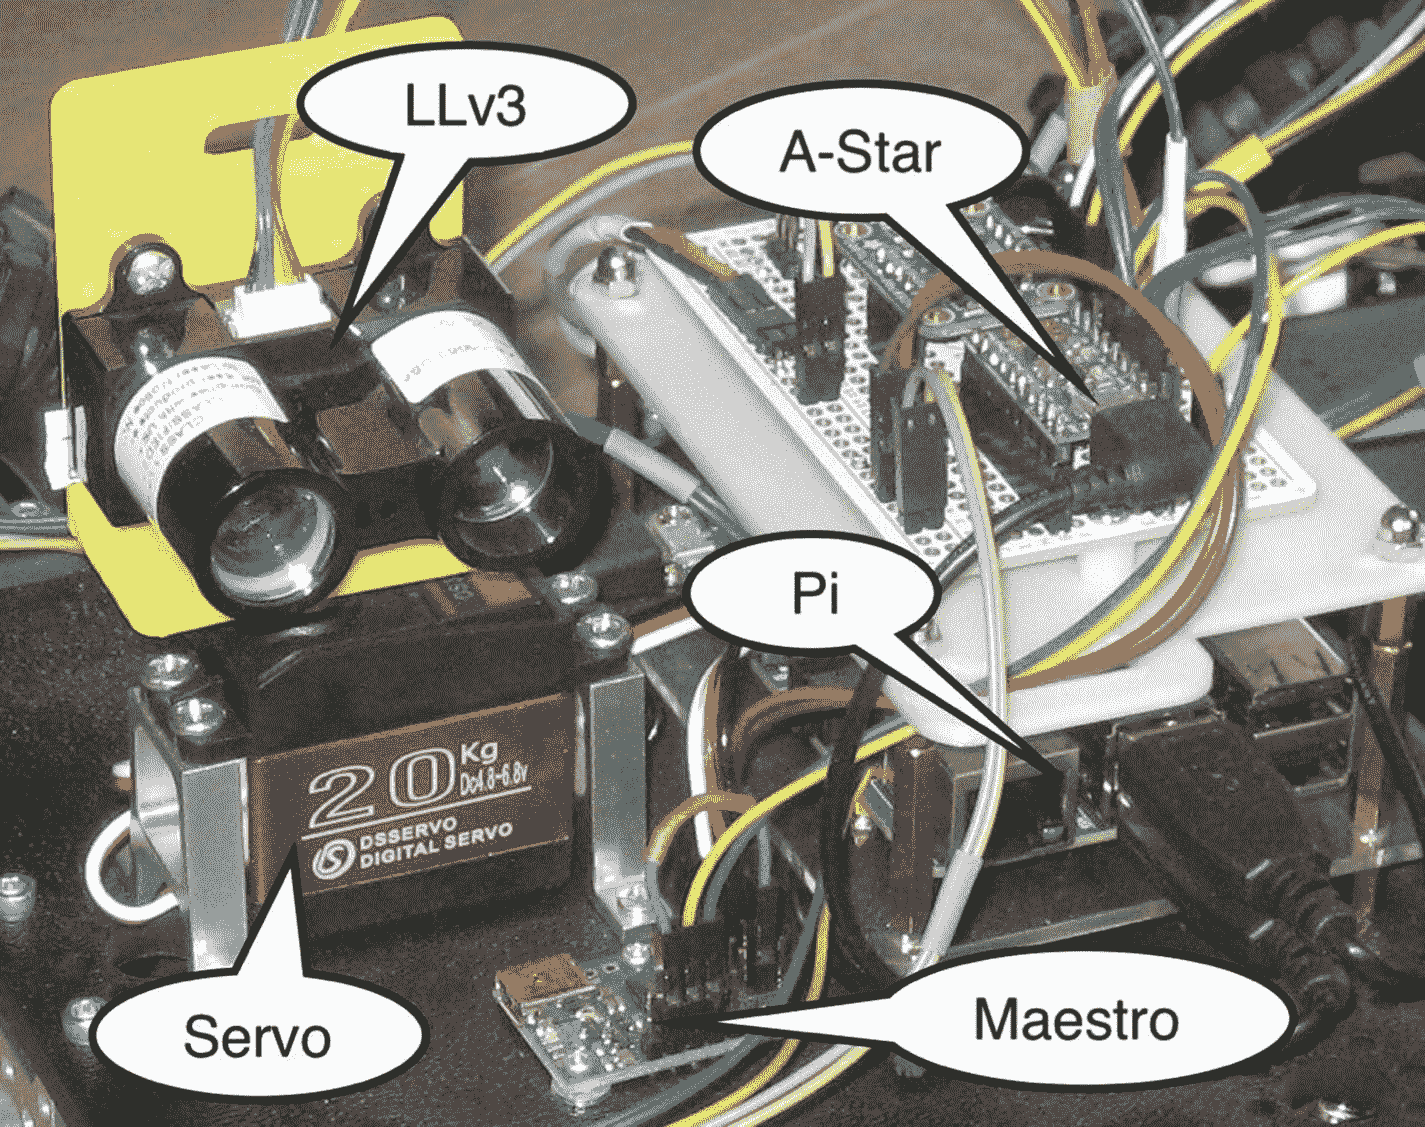 LLv3
A-Star
Pi
20Kg
DC4.8-6.8v
DSSERVO
DIGITAL SERVO
Servo
Maestro